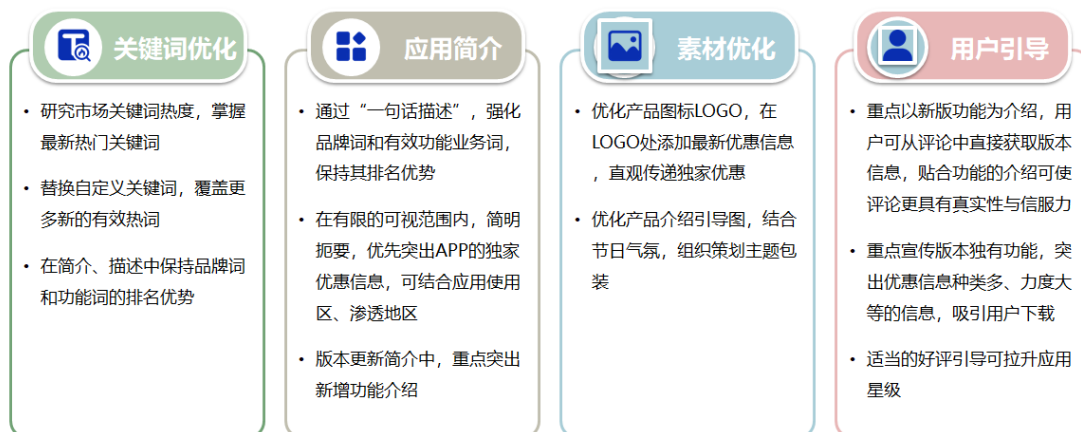 关键词优化
• 研究市场关键词热度，掌握
最新热门关键词
• 替换自定义关键词，覆盖更
多新的有效热词
• 在简介、描述中保持品牌词
和功能词的排名优势
应用简介
• 通过“一句话描述”，强化
品牌词和有效功能业务词，
保持其排名优势
• 在有限的可视范围内，简明
扼要，优先突出APP的独家
优惠信息，可结合应用使用
区、渗透地区
• 版本更新简介中，重点突出
新增功能介绍
素材优化
• 优化产品图标LOGO，在
LOGO处添加最新优惠信息
，直观传递独家优惠
• 优化产品介绍引导图，结合
节日气氛，组织策划主题包
装
用户引导
• 重点以新版功能为介绍，用
户可从评论中直接获取版本
信息，贴合功能的介绍可使
评论更具有真实性与信服力
• 重点宣传版本独有功能，突
出优惠信息种类多、力度大
等的信息，吸引用户下载
• 适当的好评引导可拉升应用
星级